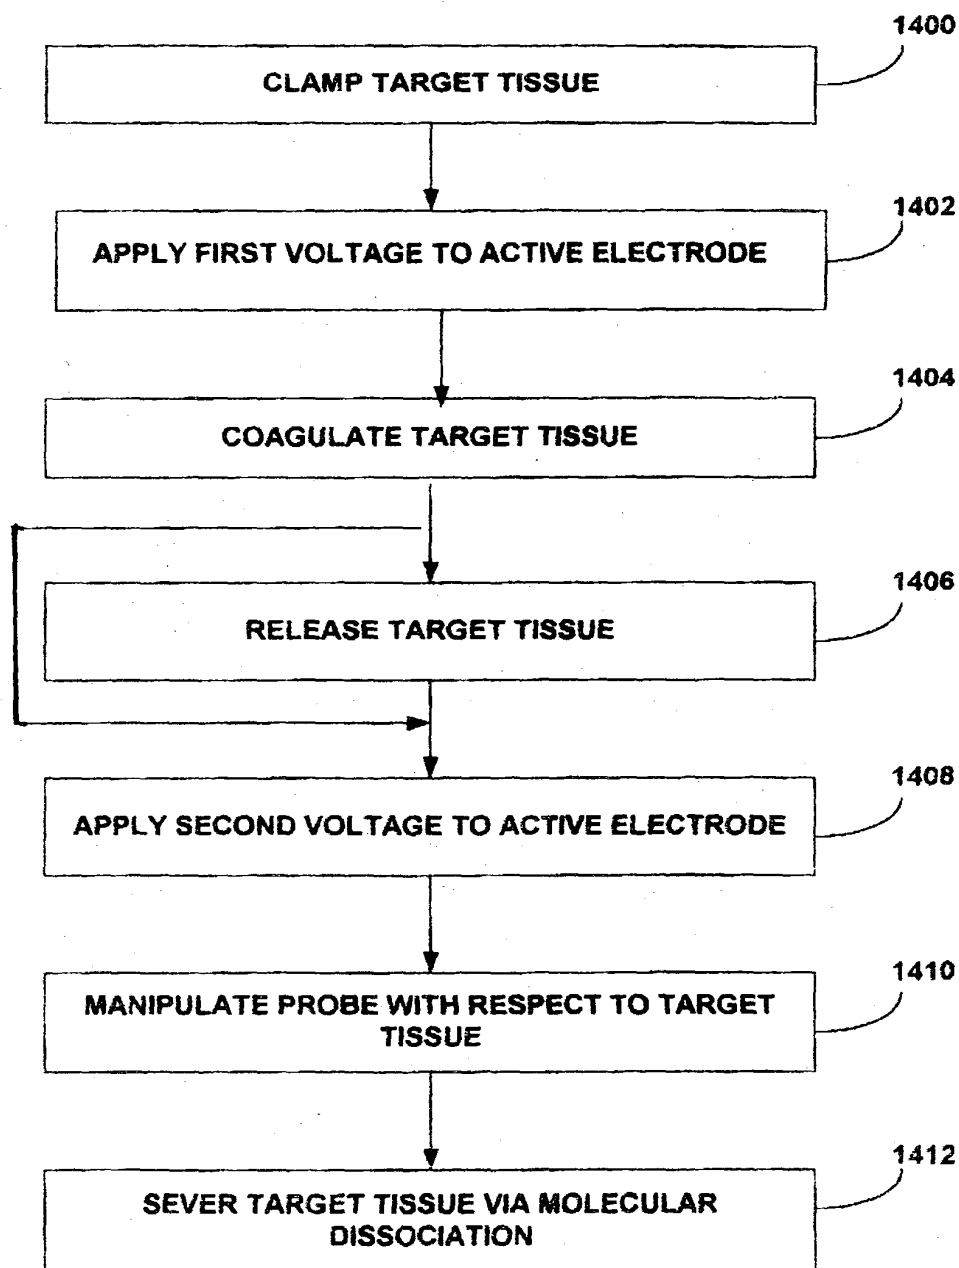 1400
CLAMP TARGET TISSUE
1402
APPLY FIRST VOLTAGE TO ACTIVE ELECTRODE
1404
COAGULATE TARGET TISSUE
1406
RELEASE TARGET TISSUE
1408
APPLY SECOND VOLTAGE TO ACTIVE ELECTRODE
1410
MANIPULATE PROBE WITH RESPECT TO TARGET
TISSUE
1412
SEVER TARGET TISSUE VIA MOLECULAR
DISSOCIATION